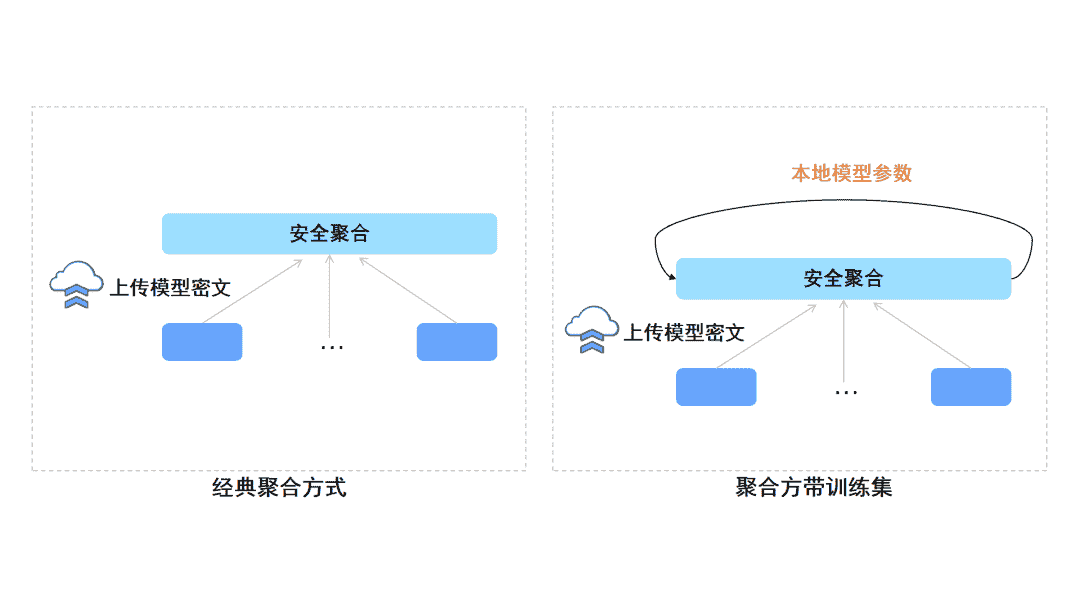 安全聚合
上传模型密文
...
经典聚合方式
本地模型参数
安全聚合
上传模型密文
...
聚合方带训练集